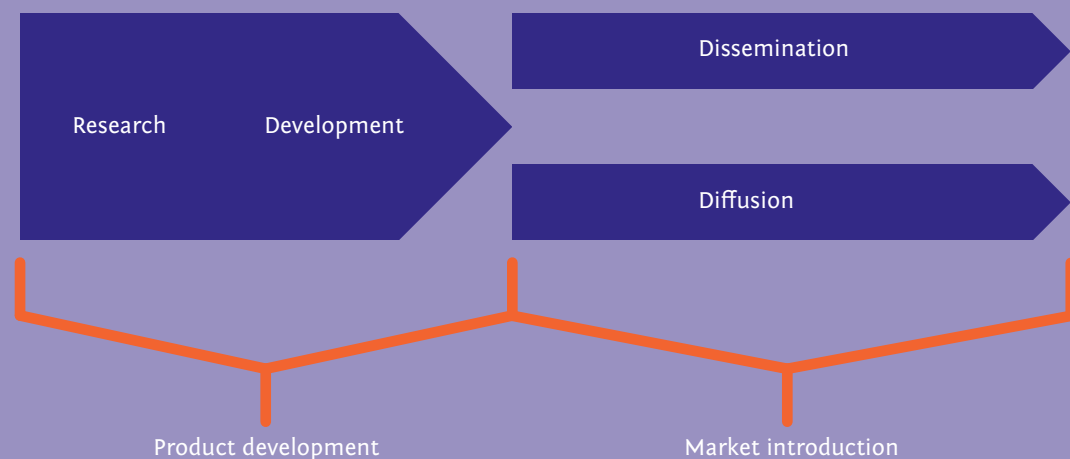 Dissemination
Research Development
Diffusion
Product development
Market introduction